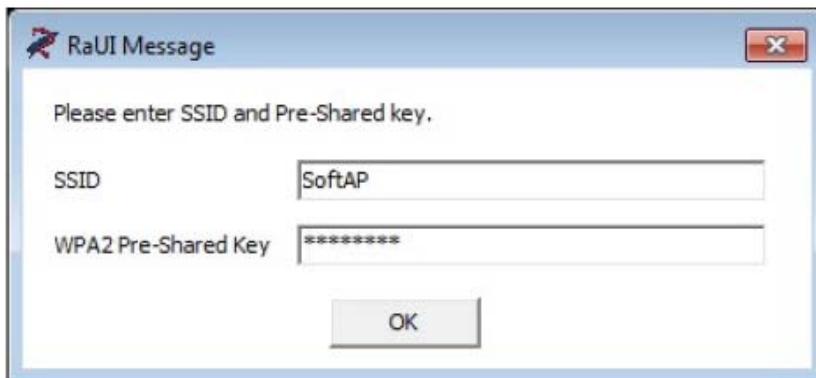 RaUI Message
Please enter SSID and Pre-Shared key.
SSID SoftAP
WPA2 Pre-Shared Key ********
OK